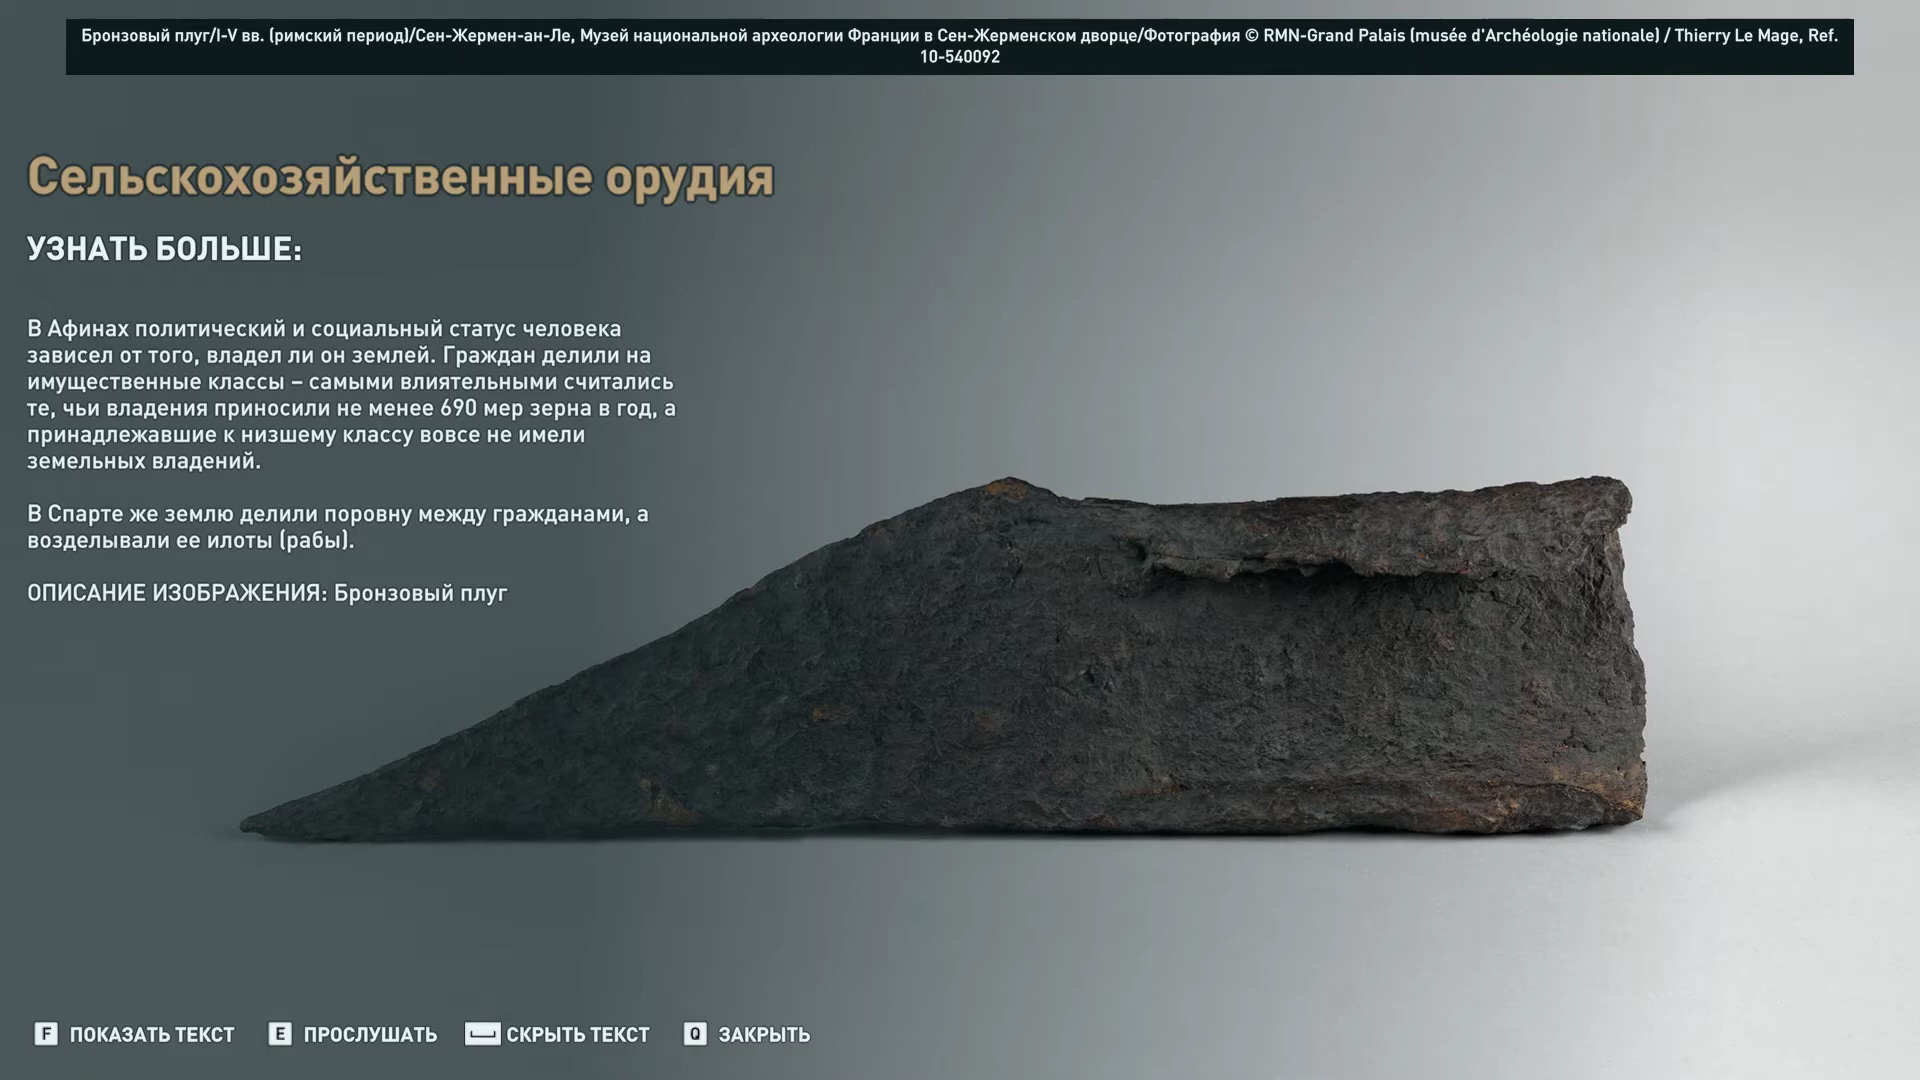 Бронзовый плуг/I-V вв. (римский период)/Сен-Жермен-ан-Ле, Музей национальной археологии Франции в Сен-Жерменском дворце/Фотография © RMN-Grand Palais (musée d'Archéologie nationale) / Thierry Le Mage, Ref.
10-540092
Сельскохозяйственные орудия
УЗНАТЬ БОЛЬШЕ:
В Афинах политический и социальный статус человека
зависел от того, владел ли он землей. Граждан делили на
имущественные классы – самыми влиятельными считались
те, чьи владения приносили не менее 690 мер зерна в год, а
принадлежавшие к низшему классу вовсе не имели
земельных владений.
В Спарте же землю делили поровну между гражданами, а
возделывали ее илоты (рабы).
ОПИСАНИЕ ИЗОБРАЖЕНИЯ: Бронзовый плуг
F ПОКАЗАТЬ ТЕКСТ E ПРОСЛУШАТЬ СКРЫТЬ ТЕКСТ Q ЗАКРЫТЬ